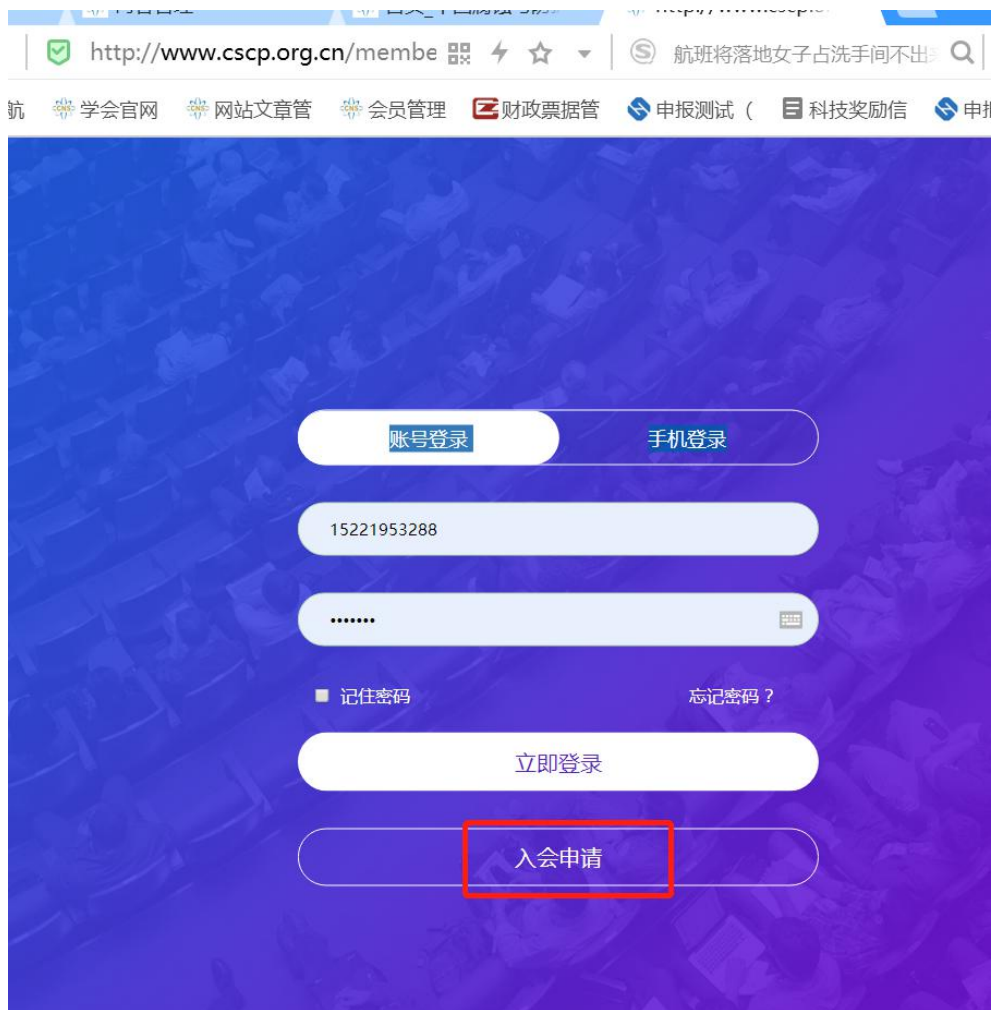 http://www.cscp.org.cn/membe 航班将落地女子占洗手间不出
航 学会官网 网站文章管 会员管理 财政票据管 申报测试 ( 科技奖励信 申报
账号登录 手机登录
15221953288
•••••••
记住密码 忘记密码?
立即登录
入会申请